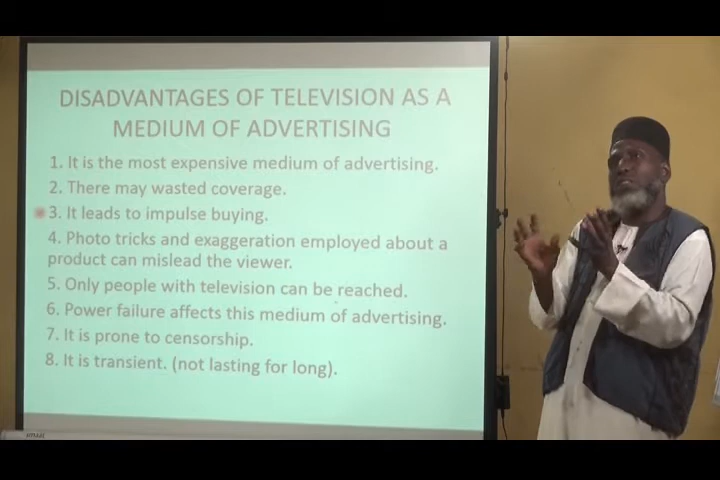 DISADVANTAGES OF TELEVISION AS A
MEDIUM OF ADVERTISING
1. It is the most expensive medium of advertising.
2. There may wasted coverage.
3. It leads to impulse buying.
4. Photo tricks and exaggeration employed about a
product can mislead the viewer.
5. Only people with television can be reached.
6. Power failure affects this medium of advertising.
7. It is prone to censorship.
8. It is transient. (not lasting for long).